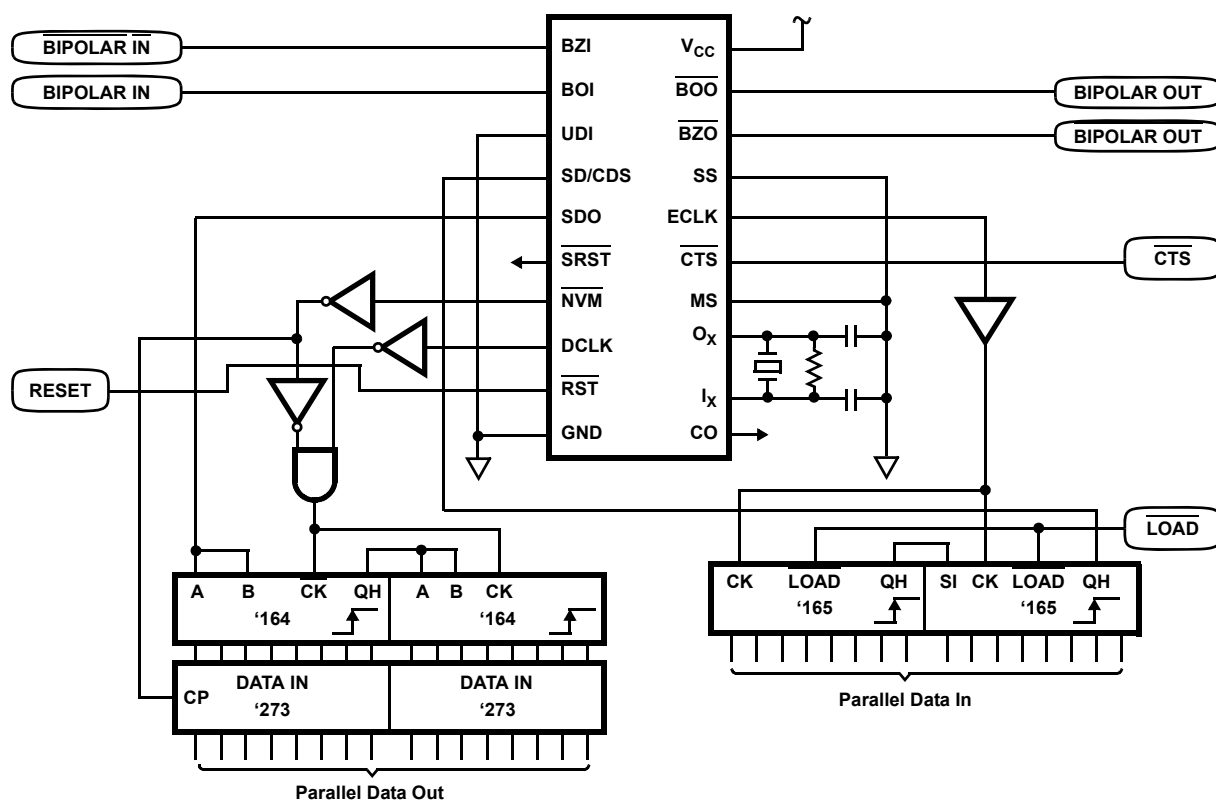 BIPOLAR IN
BIPOLAR IN
RESET
BZI
BOI
UDI
SD/CDS
SDO
SRST
NVM
DCLK
RST
GND
VCC
BOO
BZO
SS
ECLK
CTS
MS
OX
IX
CO
BIPOLAR OUT
BIPOLAR OUT
CTS
LOAD
A B CK QH A B CK
‘164 ‘164
CP DATA IN DATA IN
‘273 ‘273
Parallel Data Out
CK LOAD QH SI CK LOAD QH
‘165 ‘165
Parallel Data In